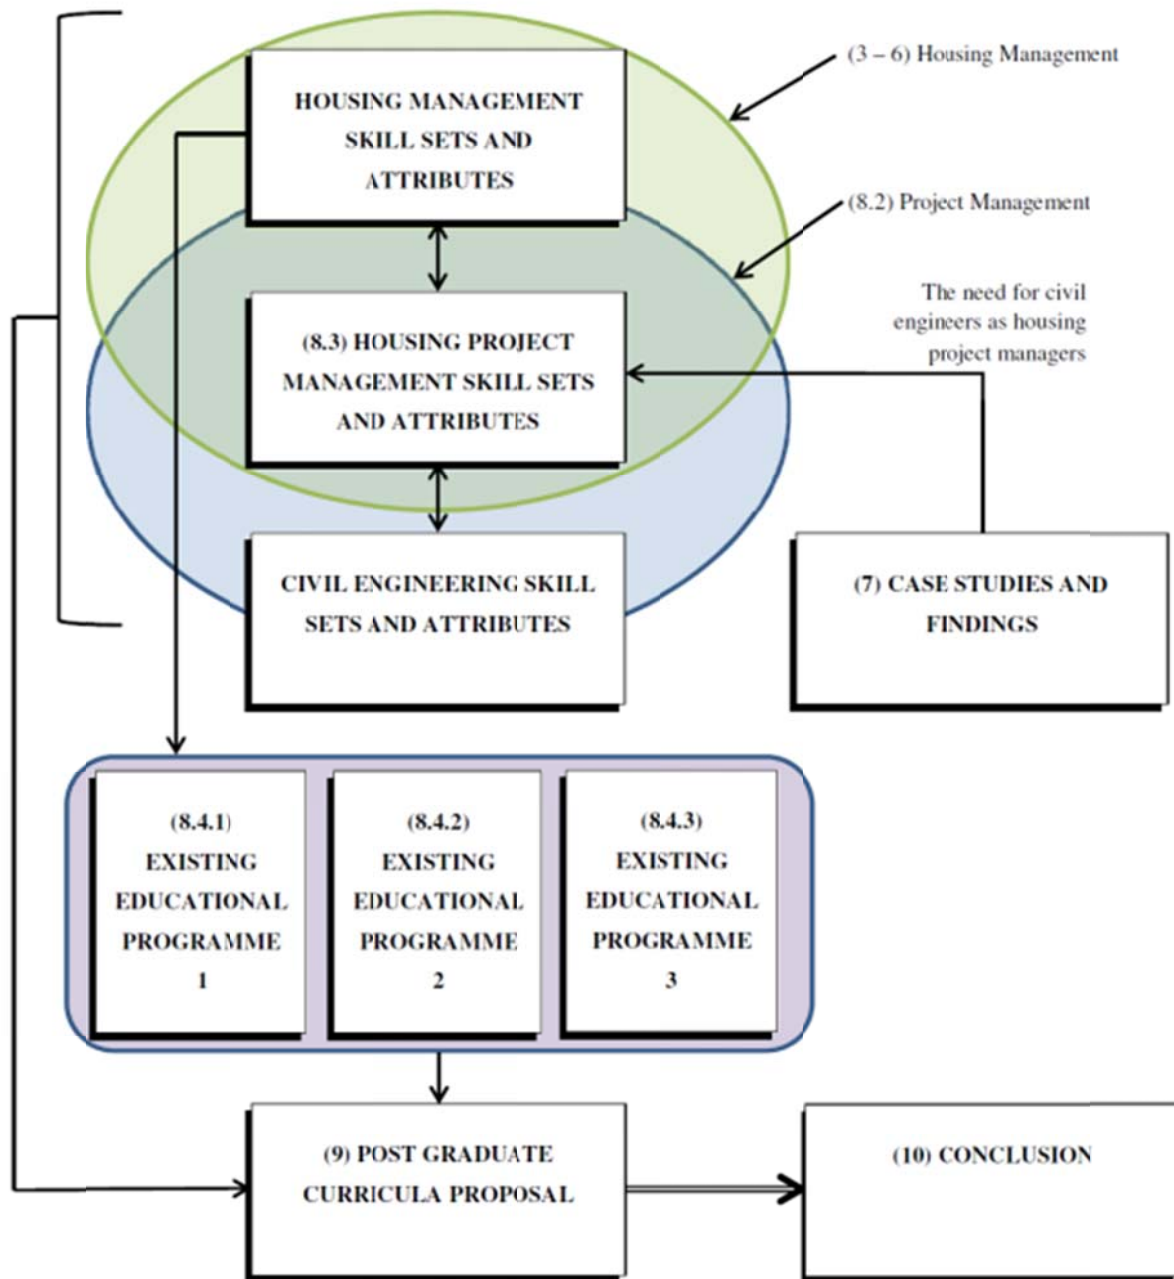 (3 – 6) Housing Management
HOUSING MANAGEMENT
SKILL SETS AND
ATTRIBUTES
(8.2) Project Management
The need for civil
engineers as housing
project managers
(8.3) HOUSING PROJECT
MANAGEMENT SKILL SETS
AND ATTRIBUTES
CIVIL ENGINEERING SKILL
SETS AND ATTRIBUTES
(7) CASE STUDIES AND
FINDINGS
(8.4.1)
EXISTING
EDUCATIONAL
PROGRAMME
1
(8.4.2)
EXISTING
EDUCATIONAL
PROGRAMME
2
(8.4.3)
EXISTING
EDUCATIONAL
PROGRAMME
3
(9) POST GRADUATE
CURRICULA PROPOSAL
(10) CONCLUSION